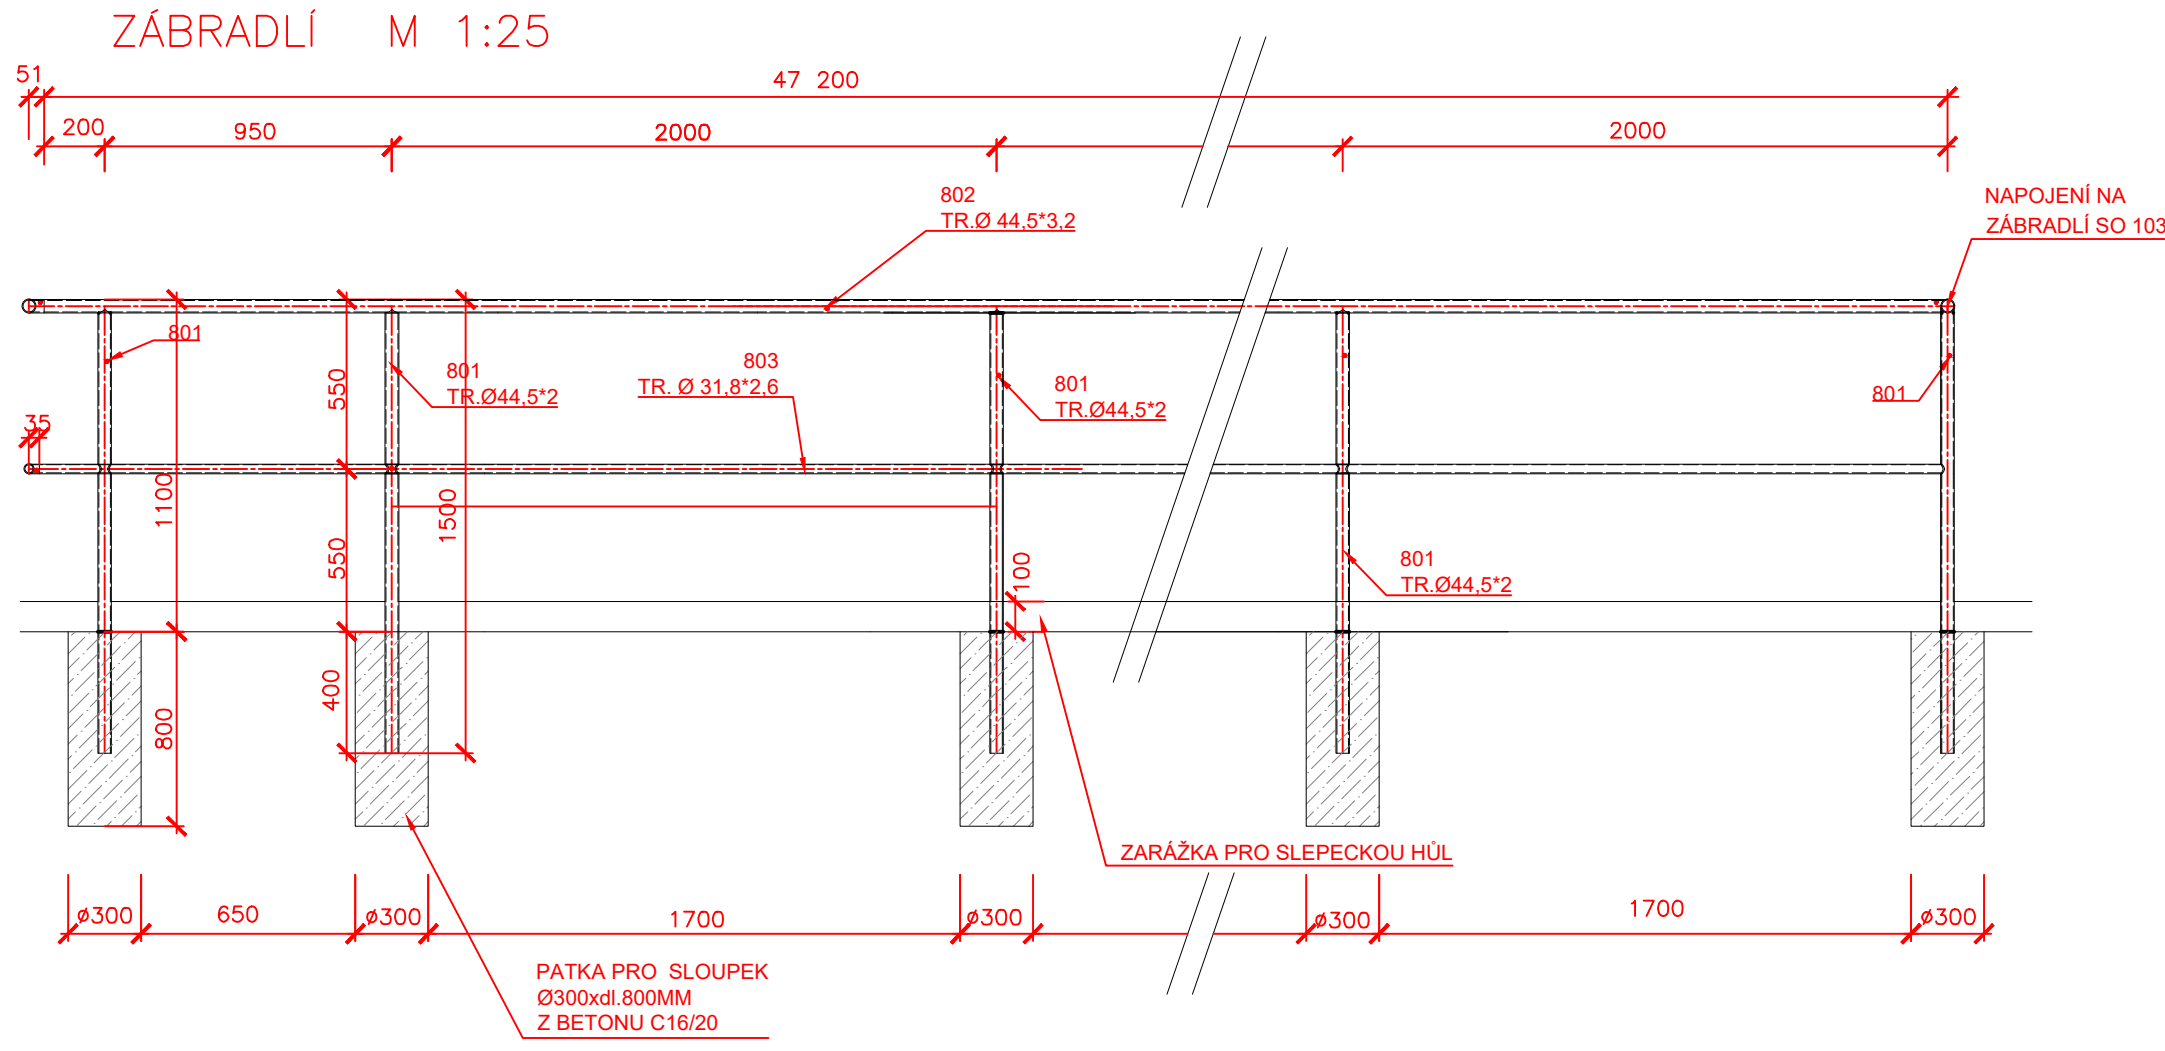 ZÁBRADLÍ M 1:25
51
47 200
200
950
2000
2000
802
TR.Ø 44,5*3,2
NAPOJENÍ NA
ZÁBRADLÍ SO 103
801
801
TR.Ø44,5*2
803
TR. Ø 31,8*2,6
801
TR.Ø44,5*2
801
35
550
1100
1500
550
100
801
TR.Ø44,5*2
400
800
ZARÁŽKA PRO SLEPECKOU HŮL
ø300
650
ø300
1700
ø300
ø300
1700
ø300
PATKA PRO SLOUPEK
Ø300xdl.800MM
Z BETONU C16/20